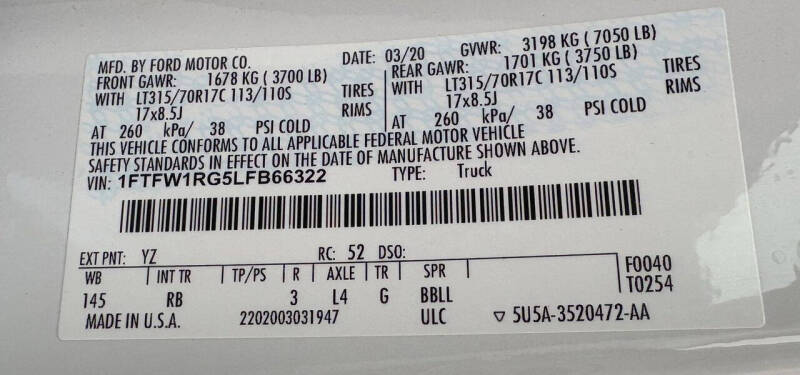 MFD. BY FORD MOTOR CO. DATE: 03/20 GVWR: 3198 KG ( 7050 LB)
FRONT GAWR: 1678 KG ( 3700 LB) REAR GAWR: 1701 KG ( 3750 LB)
WITH LT315/70R17C 113/110S TIRES WITH LT315/70R17C 113/110S TIRES
17x8.5J RIMS 17x8.5J RIMS
AT 260 kPa/ 38 PSI COLD AT 260 kPa/ 38 PSI COLD
THIS VEHICLE CONFORMS TO ALL APPLICABLE FEDERAL MOTOR VEHICLE
SAFETY STANDARDS IN EFFECT ON THE DATE OF MANUFACTURE SHOWN ABOVE.
VIN: 1FTFW1RG5LFB66322 TYPE: Truck
EXT PNT: YZ RC: 52 DSO:
WB INT TR TP/PS R AXLE TR SPR F0040
145 RB 3 L4 G BBLL T0254
MADE IN U.S.A. 2202003031947 ULC ▽ 5U5A-3520472-AA